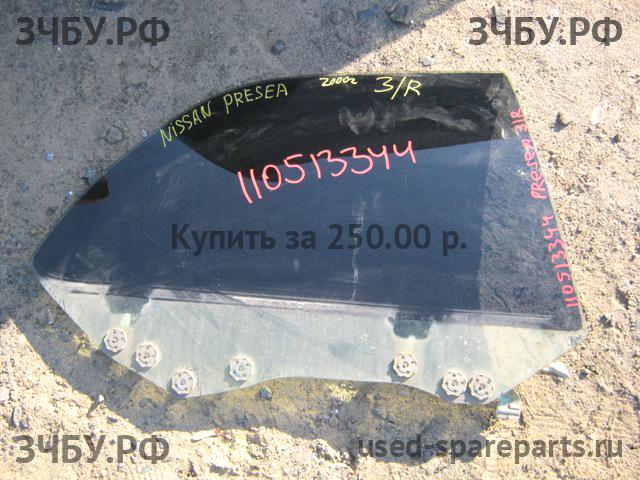 ЗЧБУ.РФ
ЗЧБУ.РФ
NISSAN PRESEA 2000г 3/R
110513344
110513344 PRESEA 3/R
Купить за 250.00 р.
ЗЧБУ.РФ
used-spareparts.ru